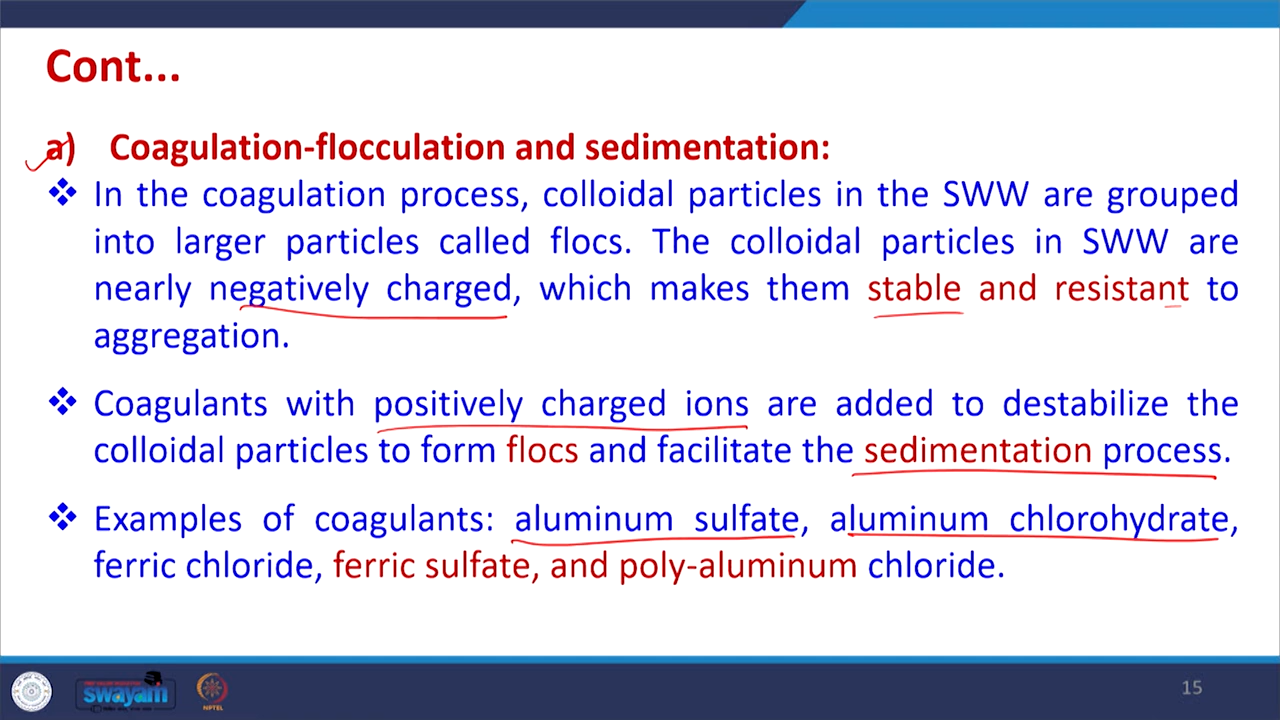 Cont...
a) Coagulation-flocculation and sedimentation:
❖ In the coagulation process, colloidal particles in the SWW are grouped
into larger particles called flocs. The colloidal particles in SWW are
nearly negatively charged, which makes them stable and resistant to
aggregation.
❖ Coagulants with positively charged ions are added to destabilize the
colloidal particles to form flocs and facilitate the sedimentation process.
❖ Examples of coagulants: aluminum sulfate, aluminum chlorohydrate,
ferric chloride, ferric sulfate, and poly-aluminum chloride.
swayam
NPTEL
15